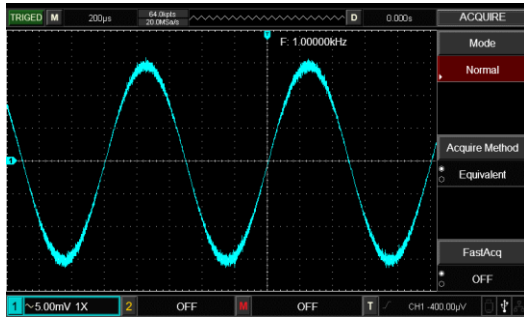 TRIGED M 200μs 64.0kpts D 0.000s ACQUIRE
20.0MSa/s
F: 1.00000kHz
Mode
Normal
Acquire Method
Equivalent
FastAcq
OFF
T
1
1 ~5.00mV 1X 2 OFF M OFF T CH1 -400.00μV